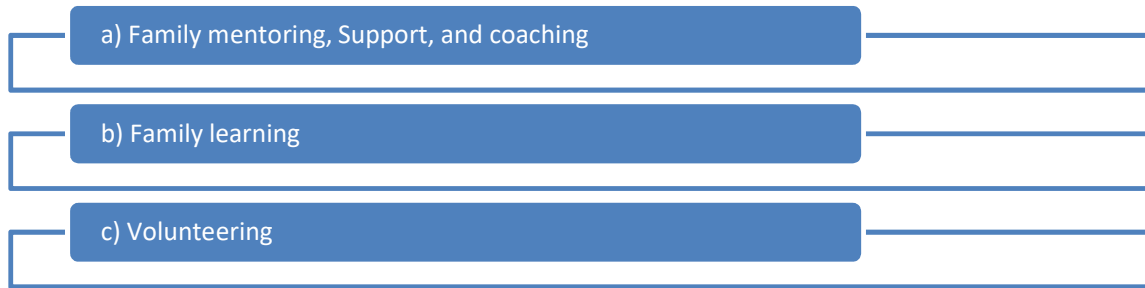 a) Family mentoring, Support, and coaching
b) Family learning
c) Volunteering